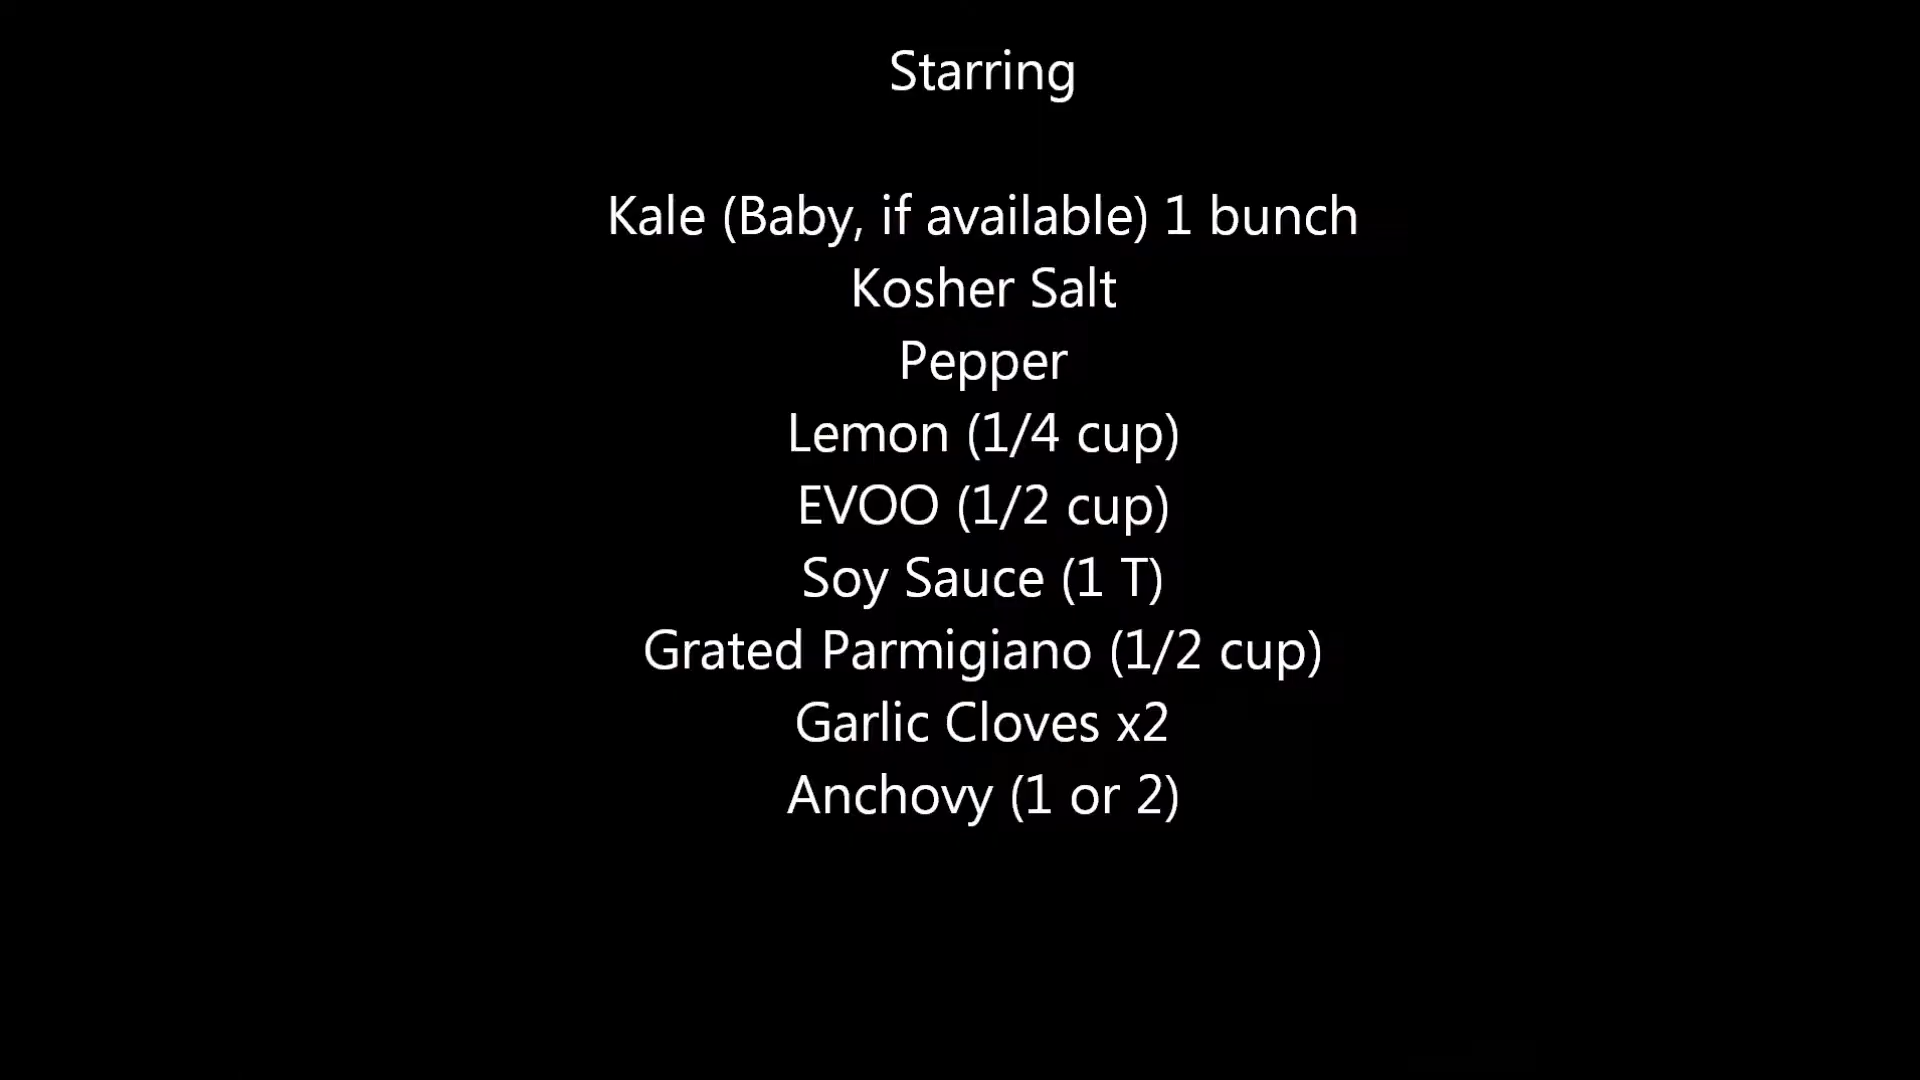 Starring
Kale (Baby, if available) 1 bunch
Kosher Salt
Pepper
Lemon (1/4 cup)
EVOO (1/2 cup)
Soy Sauce (1 T)
Grated Parmigiano (1/2 cup)
Garlic Cloves x2
Anchovy (1 or 2)